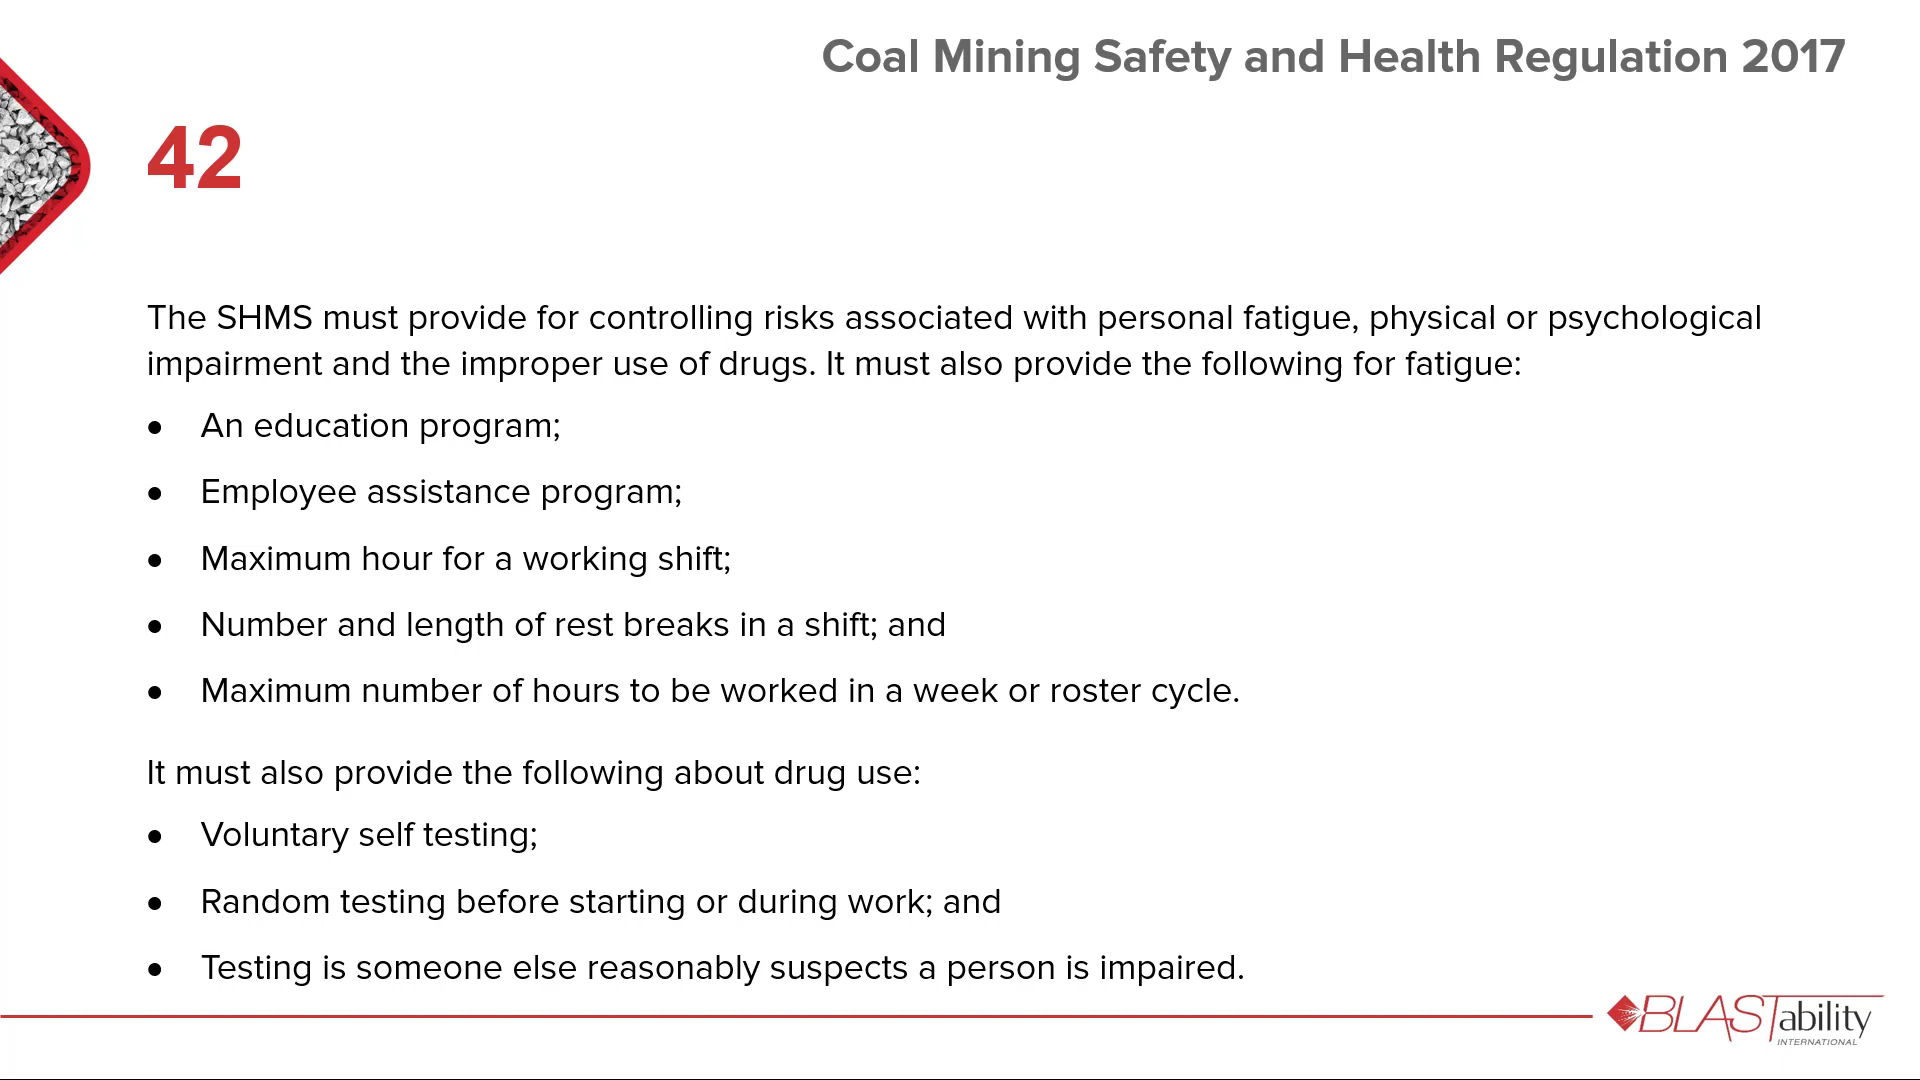 Coal Mining Safety and Health Regulation 2017
42
The SHMS must provide for controlling risks associated with personal fatigue, physical or psychological
impairment and the improper use of drugs. It must also provide the following for fatigue:
• An education program;
• Employee assistance program;
• Maximum hour for a working shift;
• Number and length of rest breaks in a shift; and
• Maximum number of hours to be worked in a week or roster cycle.
It must also provide the following about drug use:
• Voluntary self testing;
• Random testing before starting or during work; and
• Testing is someone else reasonably suspects a person is impaired.
BLASTability
INTERNATIONAL